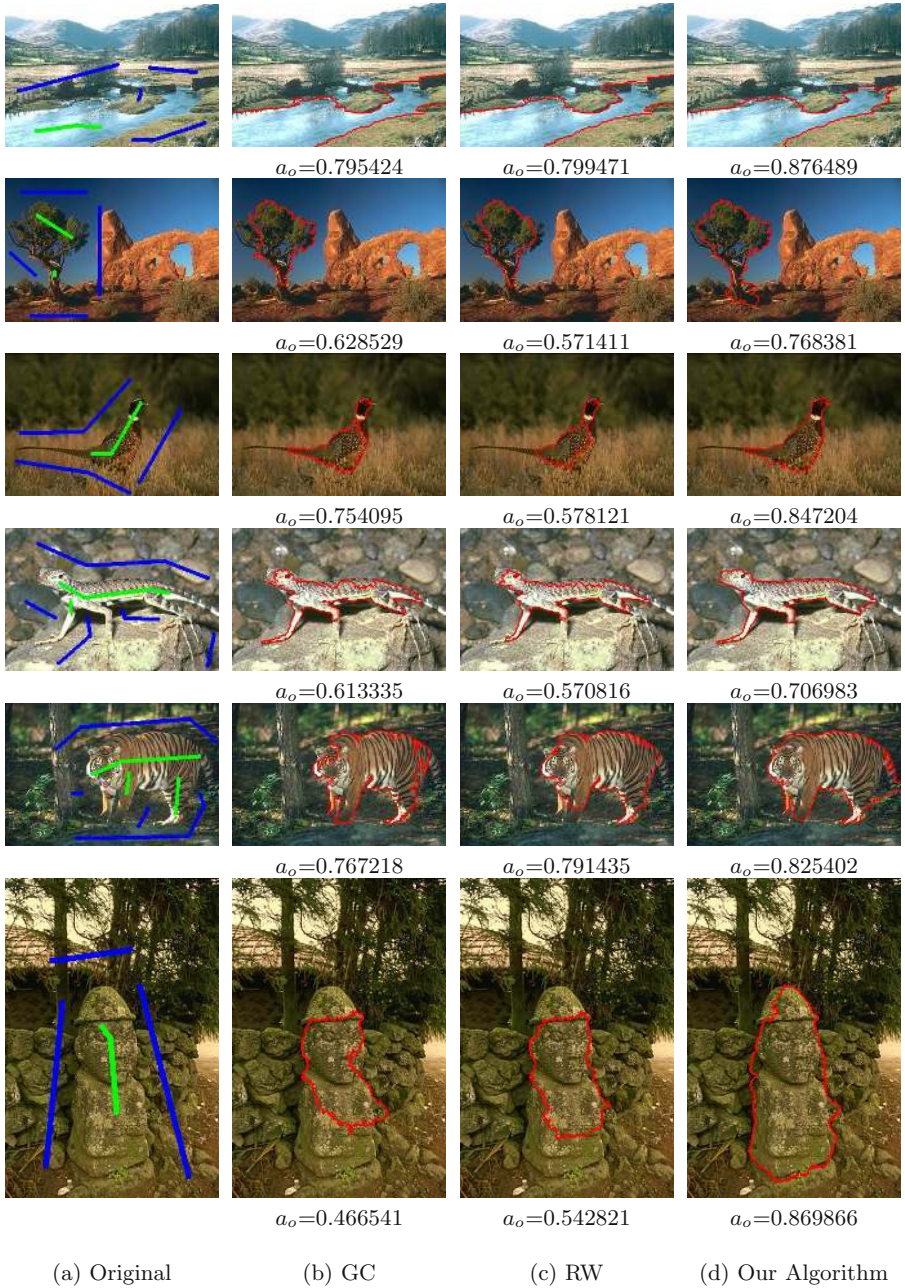 a_o=0.795424 a_o=0.799471 a_o=0.876489
a_o=0.628529 a_o=0.571411 a_o=0.768381
a_o=0.754095 a_o=0.578121 a_o=0.847204
a_o=0.613335 a_o=0.570816 a_o=0.706983
a_o=0.767218 a_o=0.791435 a_o=0.825402
a_o=0.466541 a_o=0.542821 a_o=0.869866
(a) Original (b) GC (c) RW (d) Our Algorithm